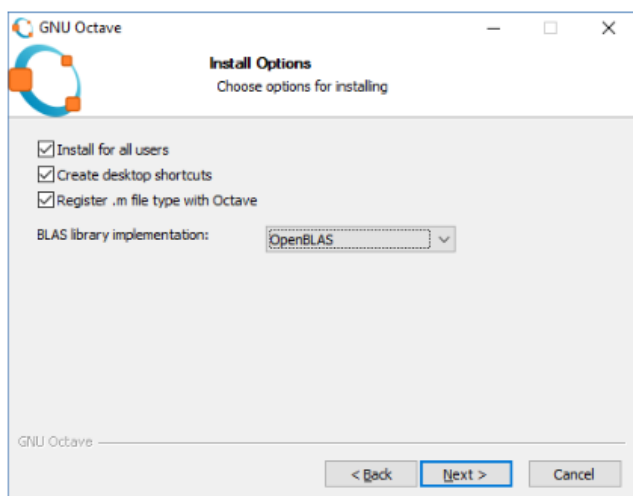 GNU Octave
Install Options
Choose options for installing
Install for all users
Create desktop shortcuts
Register .m file type with Octave
BLAS library implementation: OpenBLAS
GNU Octave
< Back Next > Cancel